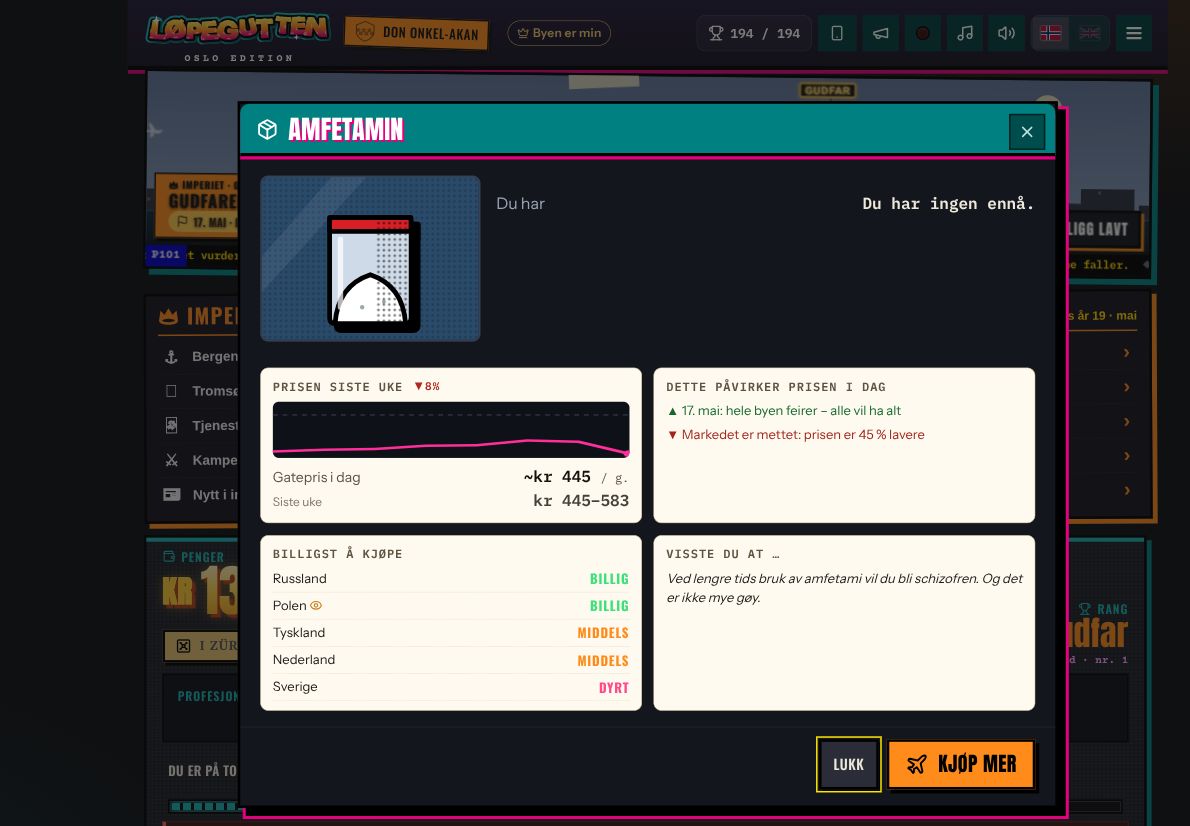 LØPEGUTTEN
OSLO EDITION
DON ONKEL-AKAN
Byen er min
194 / 194
GUDFAR
AMFETAMIN
IMPERIET · 
GUDFARE
17. MAI ·
P101
t vurder
LIGG LAVT
e faller.
Du har
Du har ingen ennå.
IMPE
s år 19 · mai
Bergen
Tromsø
Tjenest
Kampe
Nytt i i
PRISEN SISTE UKE ▼8%
Gatepris i dag
~kr 445 / g.
Siste uke
kr 445–583
DETTE PÅVIRKER PRISEN I DAG
▲ 17. mai: hele byen feirer – alle vil ha alt
▼ Markedet er mettet: prisen er 45 % lavere
BILLIGST Å KJØPE
Russland BILLIG
Polen BILLIG
Tyskland MIDDELS
Nederland MIDDELS
Sverige DYRT
VISSTE DU AT …
Ved lengre tids bruk av amfetami vil du bli schizofren. Og det
er ikke mye gøy.
PENGER
KR 13
I ZÜR
PROFESJON
DU ER PÅ TO
RANG
udfar
d · nr. 1
LUKK
KJØP MER